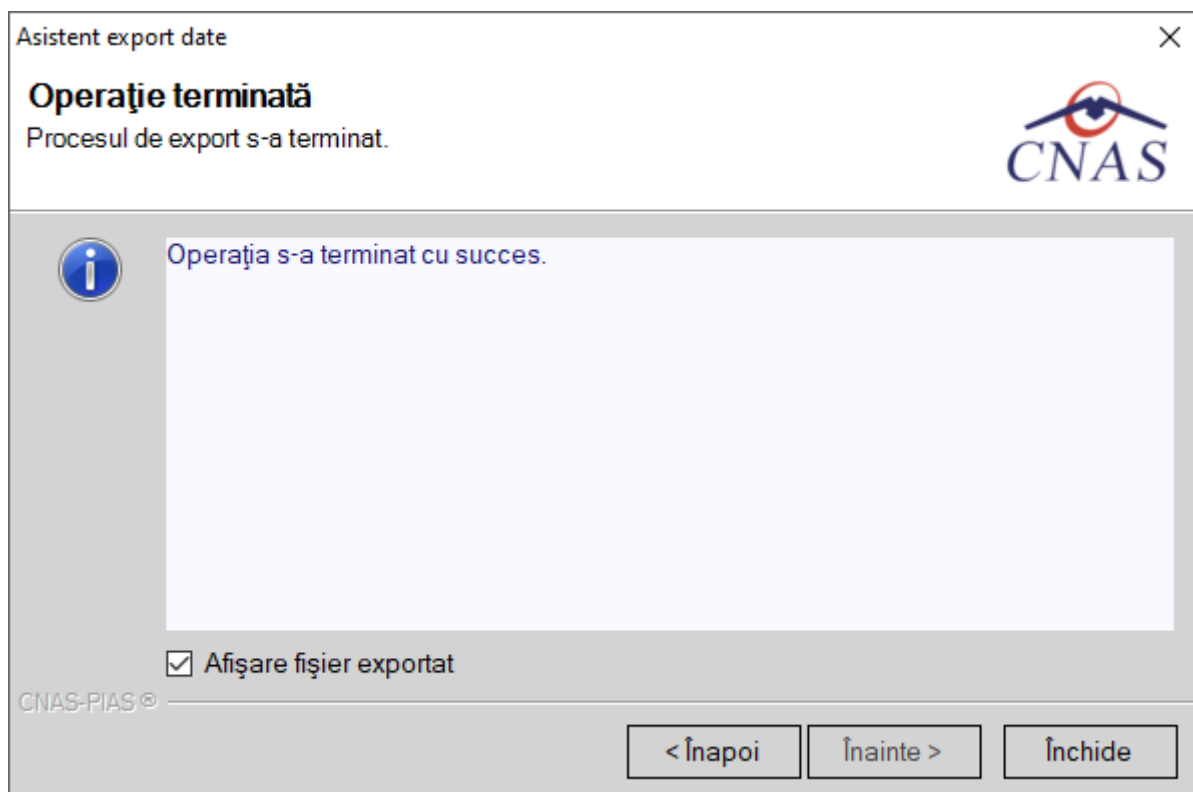 Asistent export date
Operaţie terminată
Procesul de export s-a terminat.
CNAS
Operaţia s-a terminat cu succes.
Afişare fişier exportat
CNAS-PIAS ®
< Înapoi
Înainte >
Închide